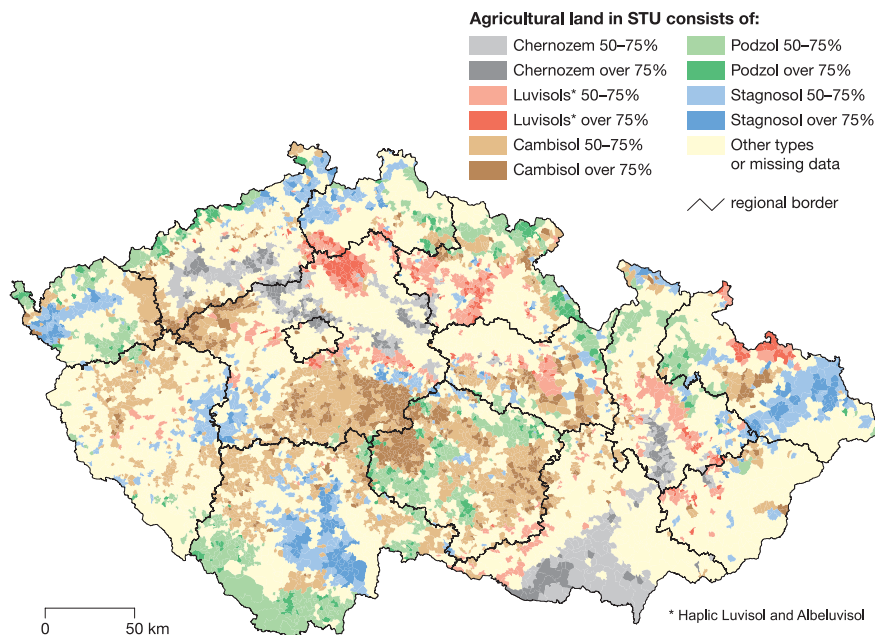 Agricultural land in STU consists of:
Chernozem 50–75%
Chernozem over 75%
Luvisols* 50–75%
Luvisols* over 75%
Cambisol 50–75%
Cambisol over 75%
Podzol 50–75%
Podzol over 75%
Stagnosol 50–75%
Stagnosol over 75%
Other types
or missing data
regional border
0 50 km
* Haplic Luvisol and Albeluvisol